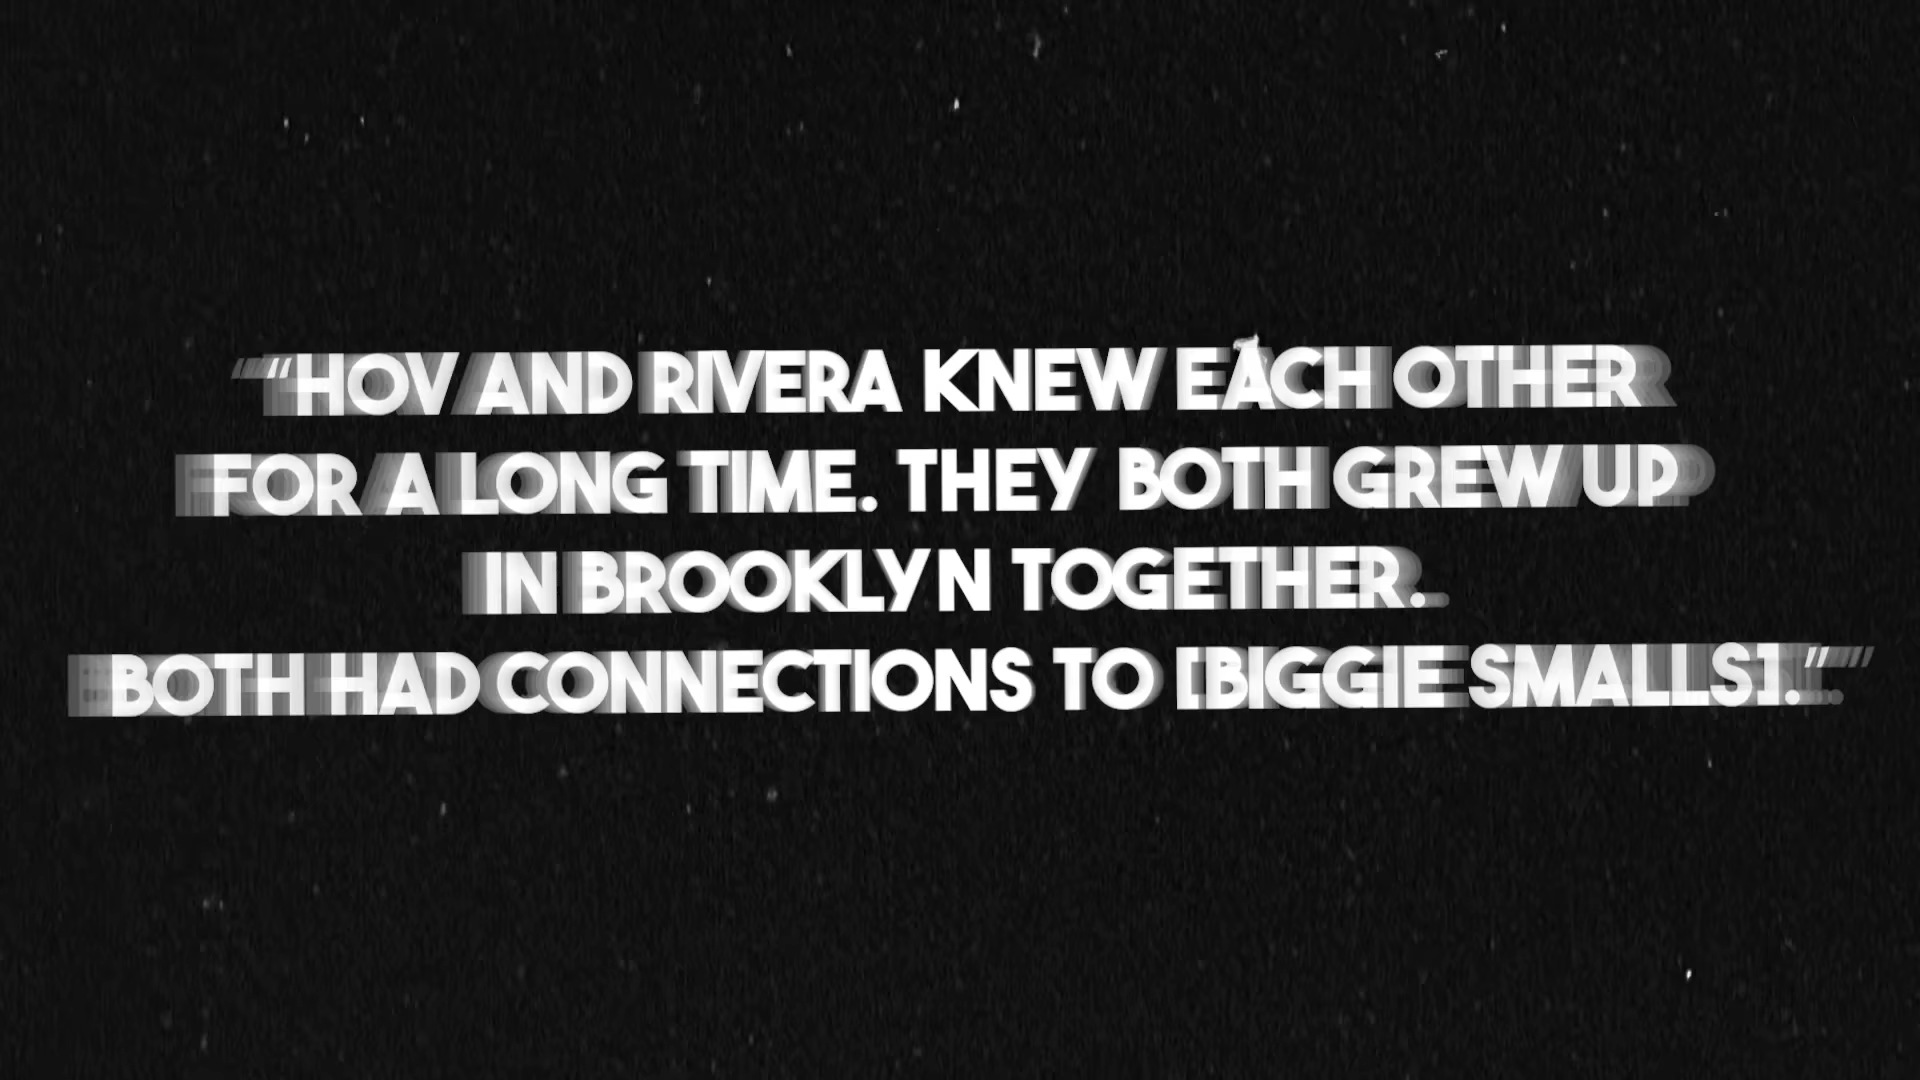 "HOV AND RIVERA KNEW EACH OTHER
FOR A LONG TIME. THEY BOTH GREW UP
IN BROOKLYN TOGETHER.
BOTH HAD CONNECTIONS TO [BIGGIE SMALLS]."